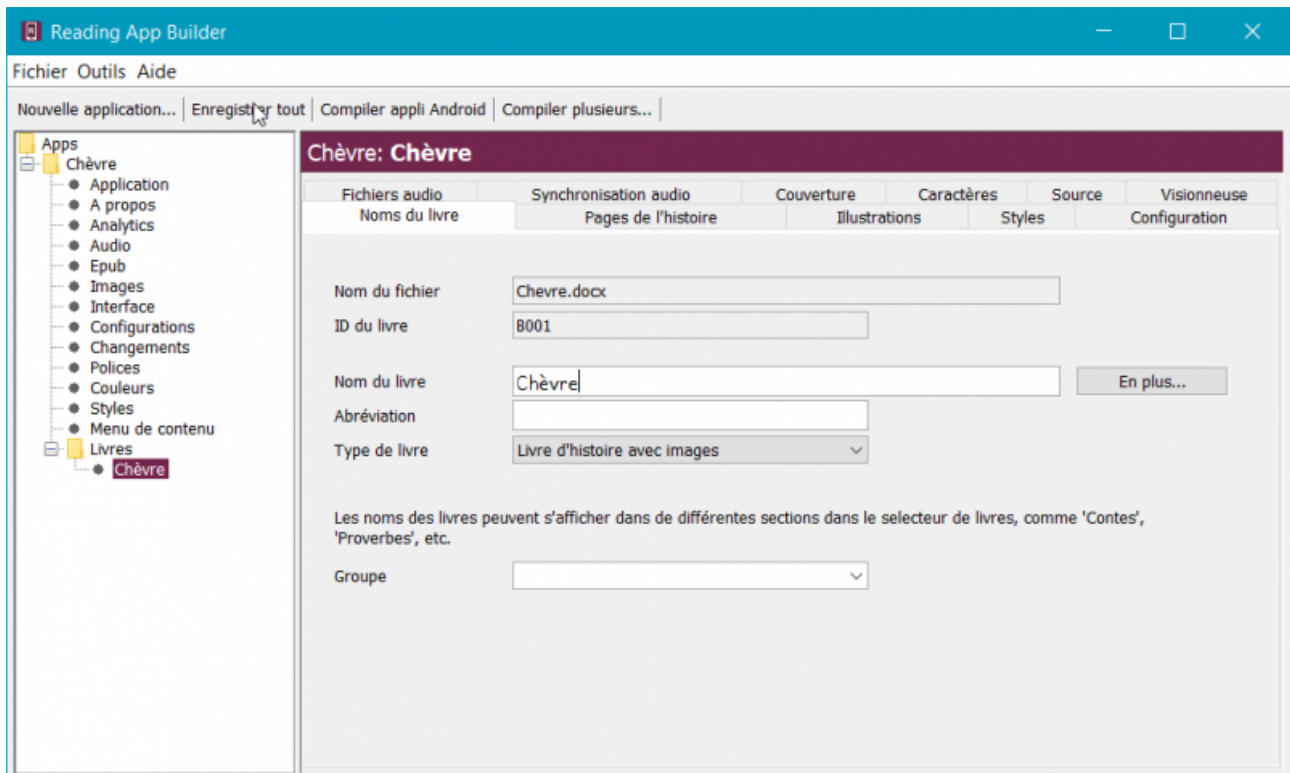 Reading App Builder
Fichier Outils Aide
Nouvelle application... Enregistrer tout Compiler appli Android Compiler plusieurs...
Apps
Chèvre
Application
A propos
Analytics
Audio
Epub
Images
Interface
Configurations
Changements
Polices
Couleurs
Styles
Menu de contenu
Livres
Chèvre
Chèvre: Chèvre
Fichiers audio Synchronisation audio Couverture Caractères Source Visionneuse
Noms du livre Pages de l'histoire Illustrations Styles Configuration
Nom du fichier Chevre.docx
ID du livre B001
Nom du livre Chèvre En plus...
Abréviation
Type de livre Livre d'histoire avec images
Les noms des livres peuvent s'afficher dans de différentes sections dans le selecteur de livres, comme 'Contes',
'Proverbes', etc.
Groupe